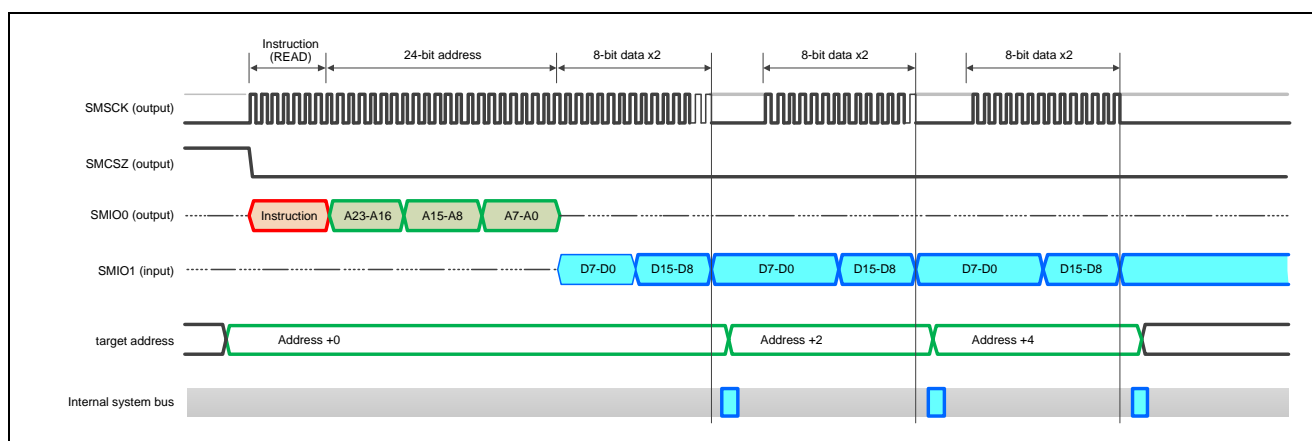 Instruction
(READ)
24-bit address
8-bit data x2
8-bit data x2
8-bit data x2
SMSCK (output)
SMCSZ (output)
SMIO0 (output)
Instruction
A23-A16
A15-A8
A7-A0
SMIO1 (input)
D7-D0
D15-D8
D7-D0
D15-D8
D7-D0
D15-D8
target address
Address +0
Address +2
Address +4
Internal system bus